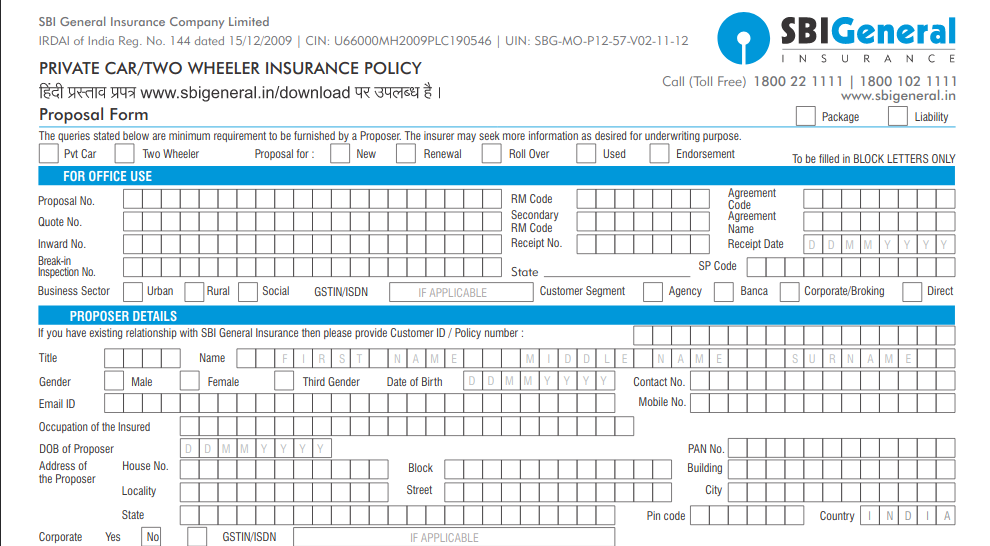 SBI General Insurance Company Limited
IRDAI of India Reg. No. 144 dated 15/12/2009 | CIN: U66000MH2009PLC190546 | UIN: SBG-MO-P12-57-V02-11-12
SBIGeneral
INSURANCE
PRIVATE CAR/TWO WHEELER INSURANCE POLICY
Call (Toll Free) 1800 22 1111 | 1800 102 1111
हिंदी प्रस्ताव प्रपत्र www.sbigeneral.in/download पर उपलब्ध है ।
www.sbigeneral.in
Proposal Form
Package Liability
The queries stated below are minimum requirement to be furnished by a Proposer. The insurer may seek more information as desired for underwriting purpose.
Pvt Car Two Wheeler Proposal for : New Renewal Roll Over Used Endorsement To be filled in BLOCK LETTERS ONLY
FOR OFFICE USE
Proposal No. RM Code Agreement Code
Quote No. Secondary RM Code Agreement Name
Inward No. Receipt No. Receipt Date D D M M Y Y Y Y
Break-in Inspection No. State SP Code
Business Sector Urban Rural Social GSTIN/ISDN IF APPLICABLE Customer Segment Agency Banca Corporate/Broking Direct
PROPOSER DETAILS
If you have existing relationship with SBI General Insurance then please provide Customer ID / Policy number :
Title Name FIRST NAME MIDDLE NAME SURNAME
Gender Male Female Third Gender Date of Birth D D M M Y Y Y Y Contact No.
Email ID Mobile No.
Occupation of the Insured
DOB of Proposer D D M M Y Y Y Y PAN No.
Address of the Proposer House No. Block Building
Locality Street City
State Pin code Country INDIA
Corporate Yes No GSTIN/ISDN IF APPLICABLE